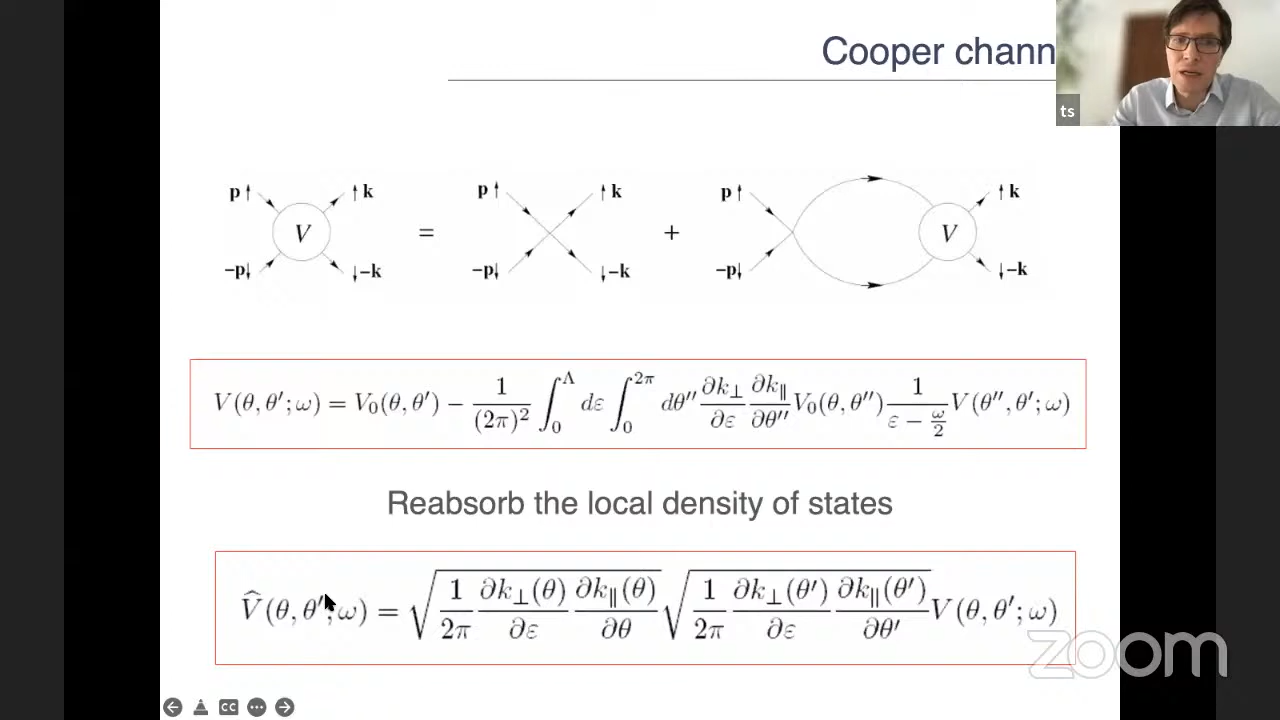 Cooper chann
ts
p↑ ↑k p↑ ↑k p↑ ↑k
V = + V
−p↓ ↓−k −p↓ ↓−k −p↓ ↓−k
V(θ, θ′; ω) = V₀(θ, θ′) − 1/(2π)² ∫₀^Λ dε ∫₀^2π dθ″ ∂k⊥/∂ε ∂k∥/∂θ″ V₀(θ, θ″) 1/(ε − ω/2) V(θ″, θ′; ω)
Reabsorb the local density of states
V̂(θ, θ′; ω) = √(1/2π ∂k⊥(θ)/∂ε ∂k∥(θ)/∂θ) √(1/2π ∂k⊥(θ′)/∂ε ∂k∥(θ′)/∂θ′) V(θ, θ′; ω)
zoom
CC